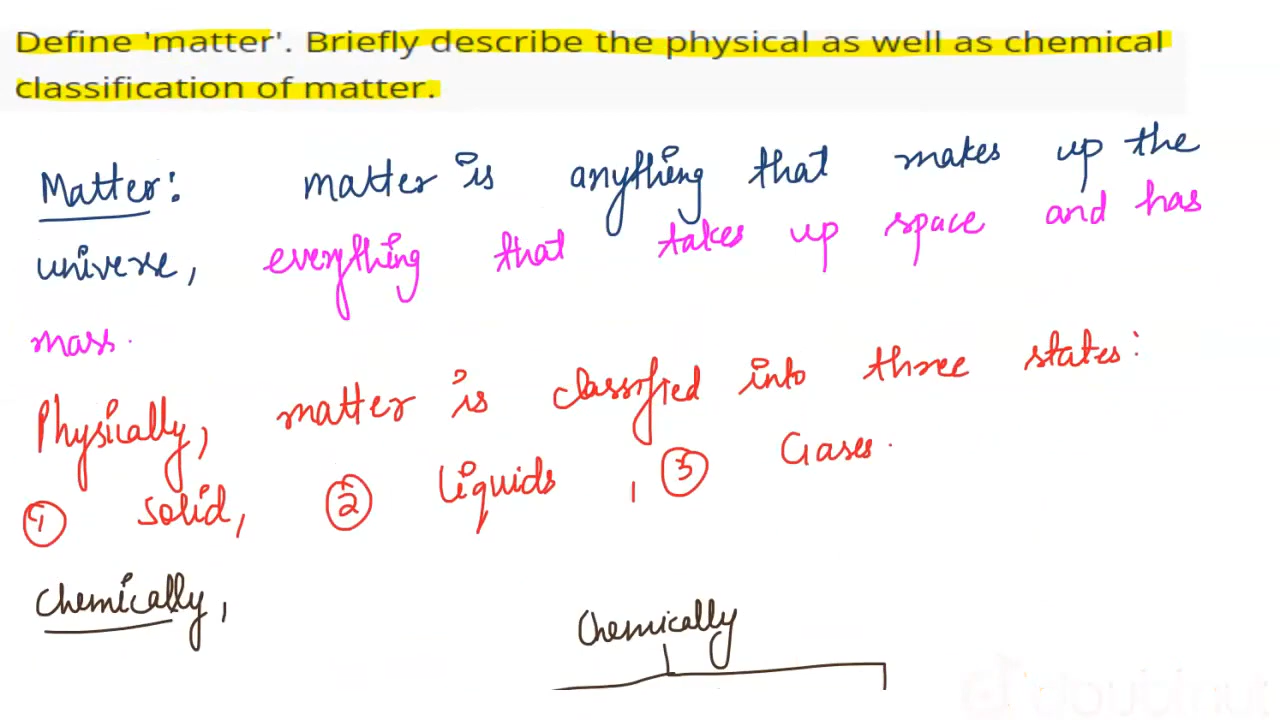 Define 'matter'. Briefly describe the physical as well as chemical
classification of matter.
Matter: matter is anything that makes up the
universe, everything that takes up space and has
mass.
Physically, matter is classified into three states:
① solid, ② liquids, ③ Gases.
Chemically,
Chemically
doubtnut